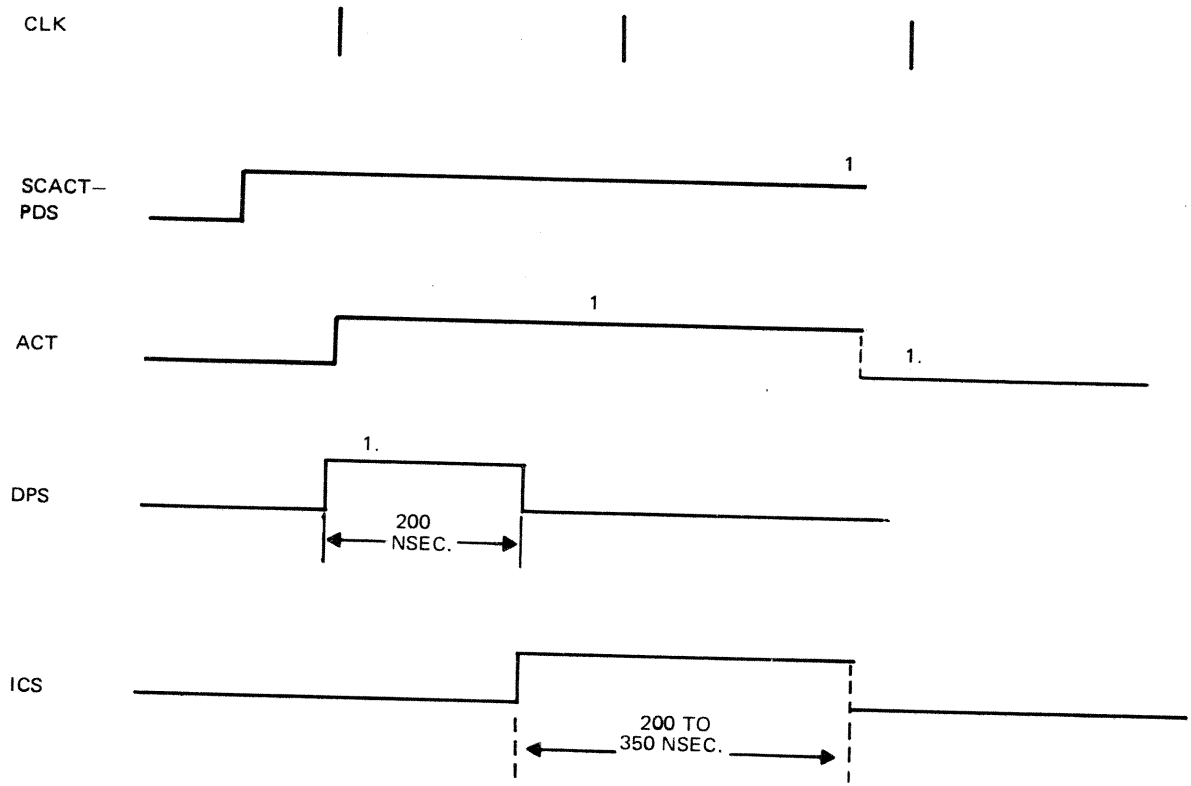 CLK
SCACT–
PDS
1
ACT
1
1.
DPS
1.
200
NSEC.
ICS
200 TO
350 NSEC.